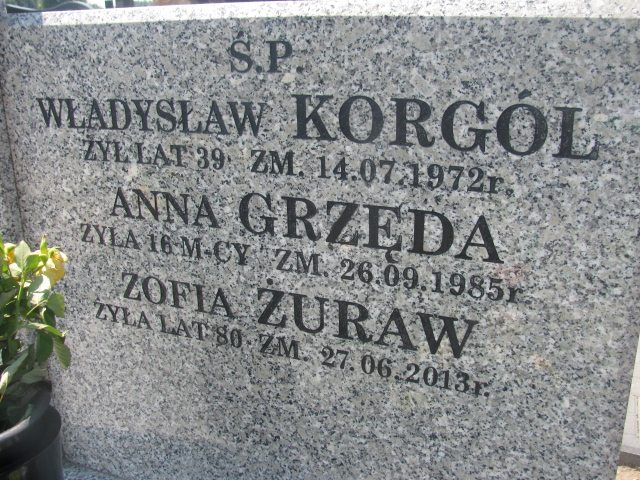 Ś.P.
WŁADYSŁAW KORGÓL
ŻYŁ LAT 39 ZM. 14.07.1972r.
ANNA GRZĘDA
ŻYŁA 16 M-CY ZM. 26.09.1985r.
ZOFIA ŻURAW
ŻYŁA LAT 80 ZM. 27.06.2013r.